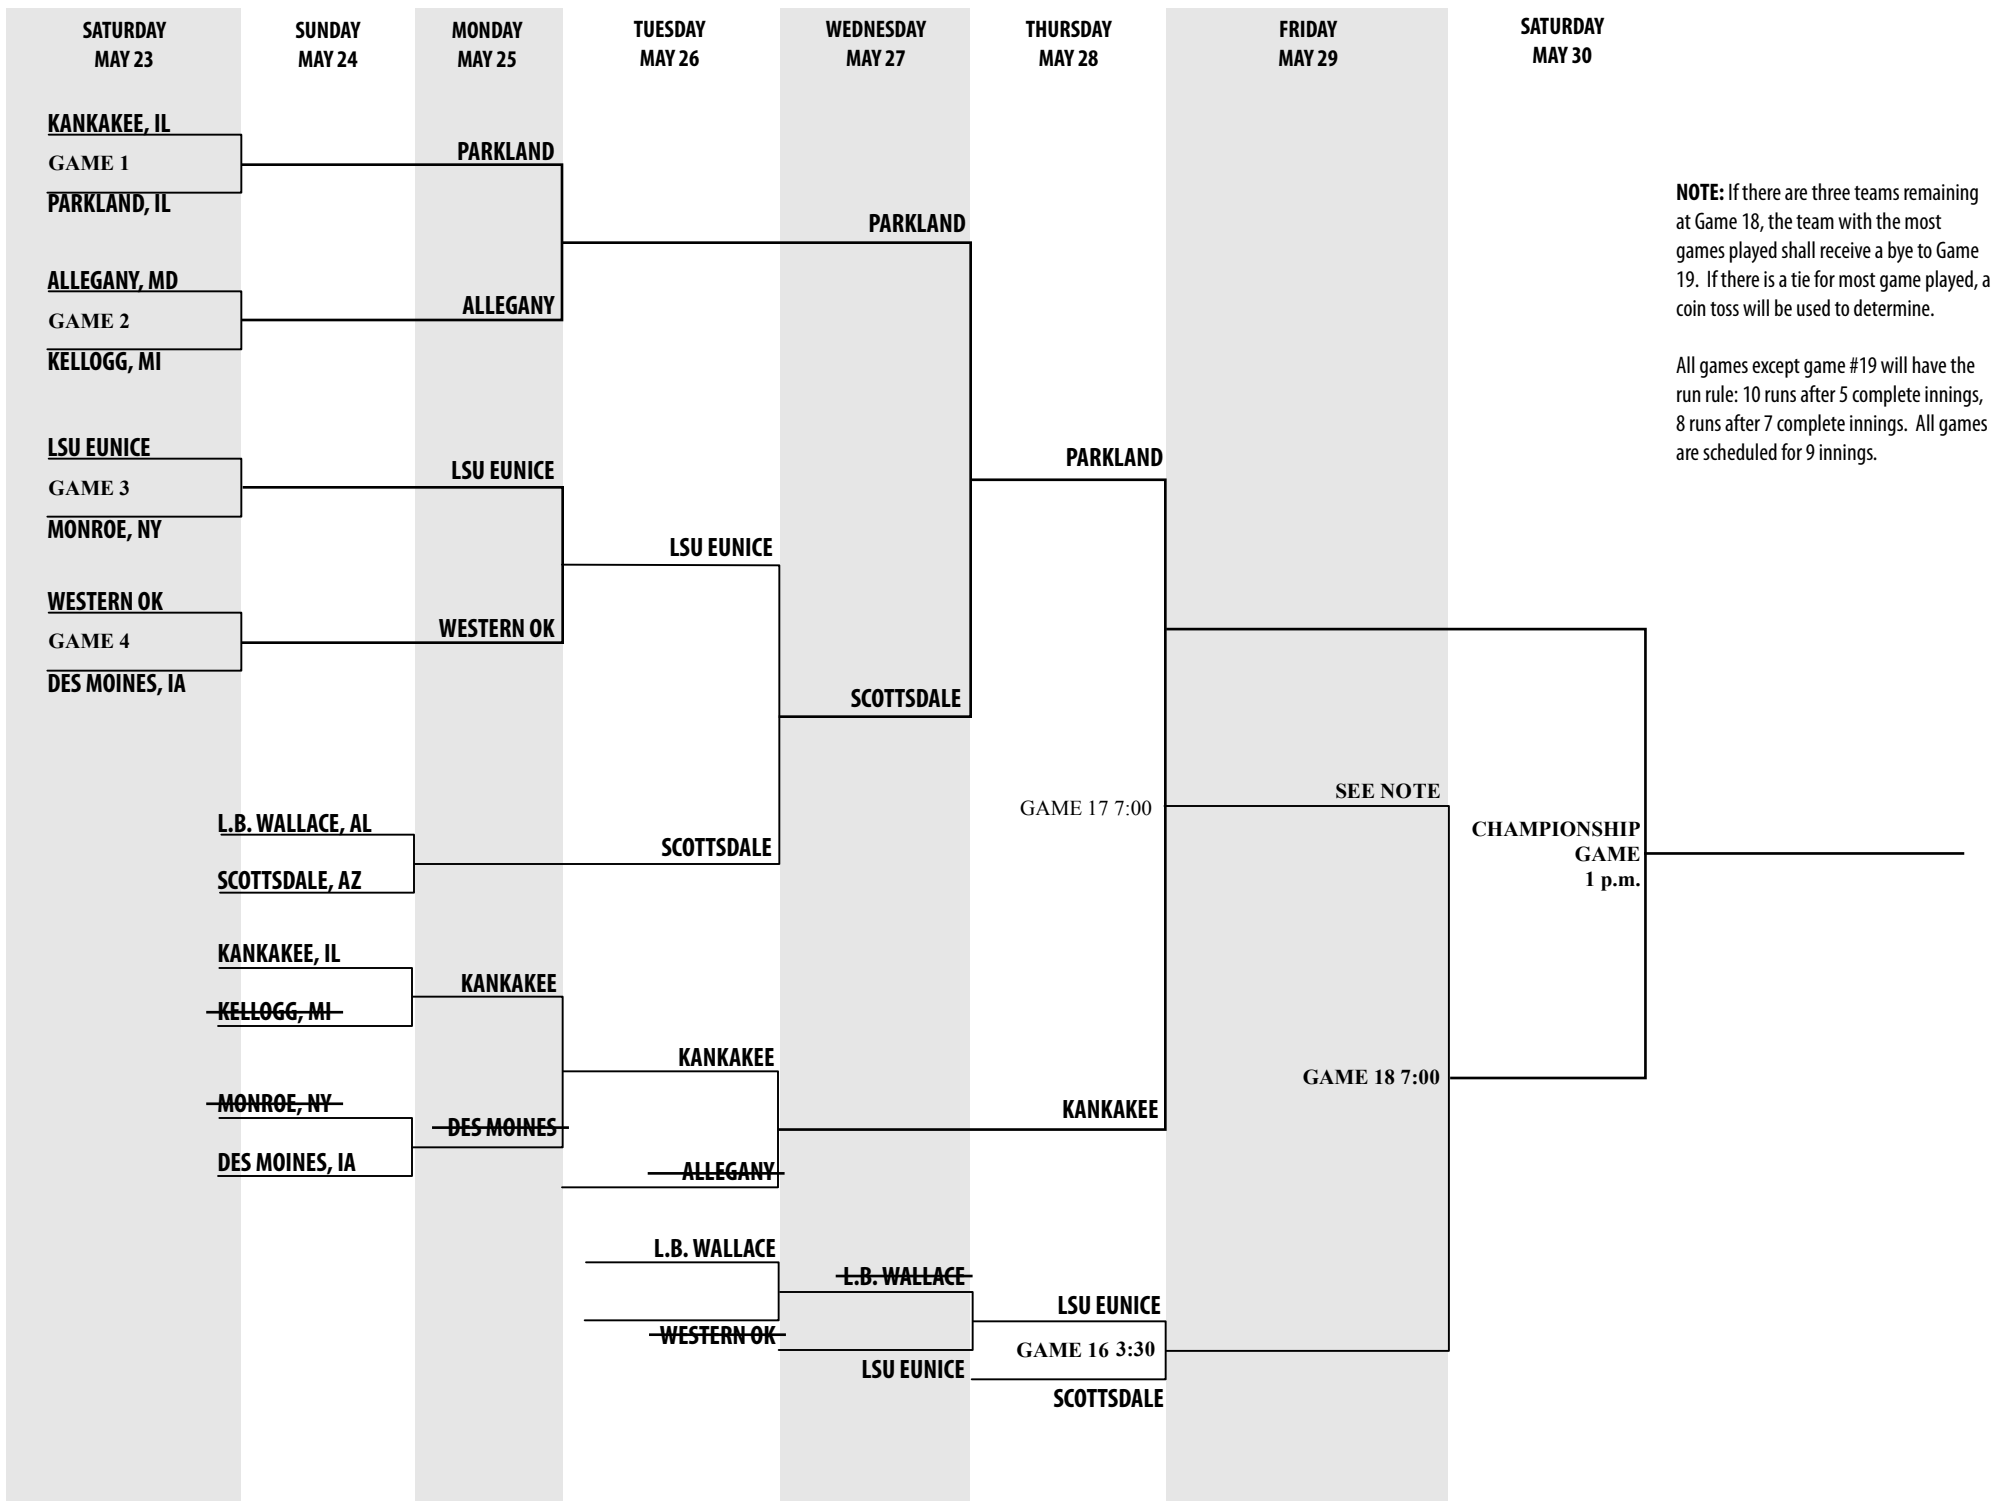 SATURDAY
MAY 23
SUNDAY
MAY 24
MONDAY
MAY 25
TUESDAY
MAY 26
WEDNESDAY
MAY 27
THURSDAY
MAY 28
FRIDAY
MAY 29
SATURDAY
MAY 30
KANKAKEE, IL
GAME 1
PARKLAND, IL
ALLEGANY, MD
GAME 2
KELLOGG, MI
LSU EUNICE
GAME 3
MONROE, NY
WESTERN OK
GAME 4
DES MOINES, IA
L.B. WALLACE, AL
SCOTTSDALE, AZ
KANKAKEE, IL
KELLOGG, MI
MONROE, NY
DES MOINES, IA
PARKLAND
ALLEGANY
LSU EUNICE
WESTERN OK
KANKAKEE
DES MOINES
LSU EUNICE
SCOTTSDALE
KANKAKEE
ALLEGANY
L.B. WALLACE
WESTERN OK
PARKLAND
SCOTTSDALE
L.B. WALLACE
LSU EUNICE
PARKLAND
GAME 17 7:00
KANKAKEE
LSU EUNICE
GAME 16 3:30
SCOTTSDALE
SEE NOTE
GAME 18 7:00
CHAMPIONSHIP
GAME
1 p.m.
NOTE: If there are three teams remaining
at Game 18, the team with the most
games played shall receive a bye to Game
19. If there is a tie for most game played, a
coin toss will be used to determine.
All games except game #19 will have the
run rule: 10 runs after 5 complete innings,
8 runs after 7 complete innings. All games
are scheduled for 9 innings.